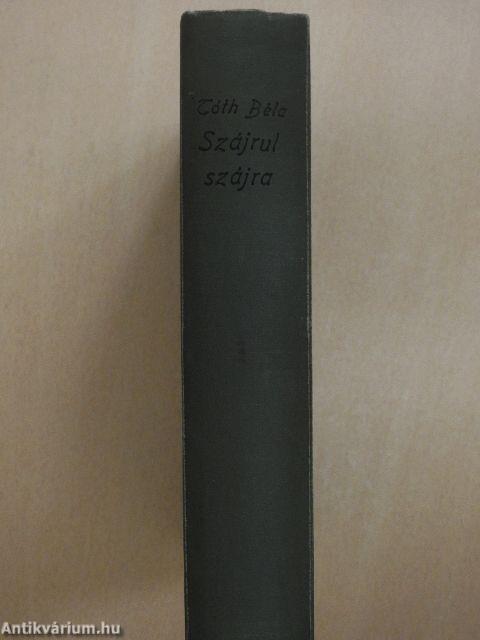 Tóth Béla
Szájrul
szájra
Antikvárium.hu